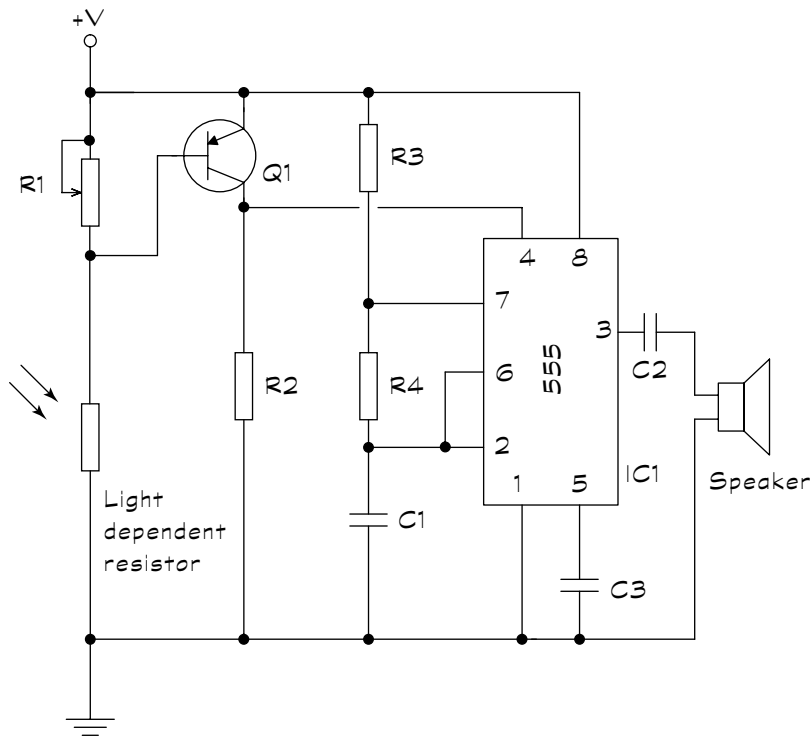 +V
R1
Q1
R3
4 8
7
3
6
555
C2
R2
R4
2
IC1
1 5
Speaker
Light
dependent
resistor
C1
C3